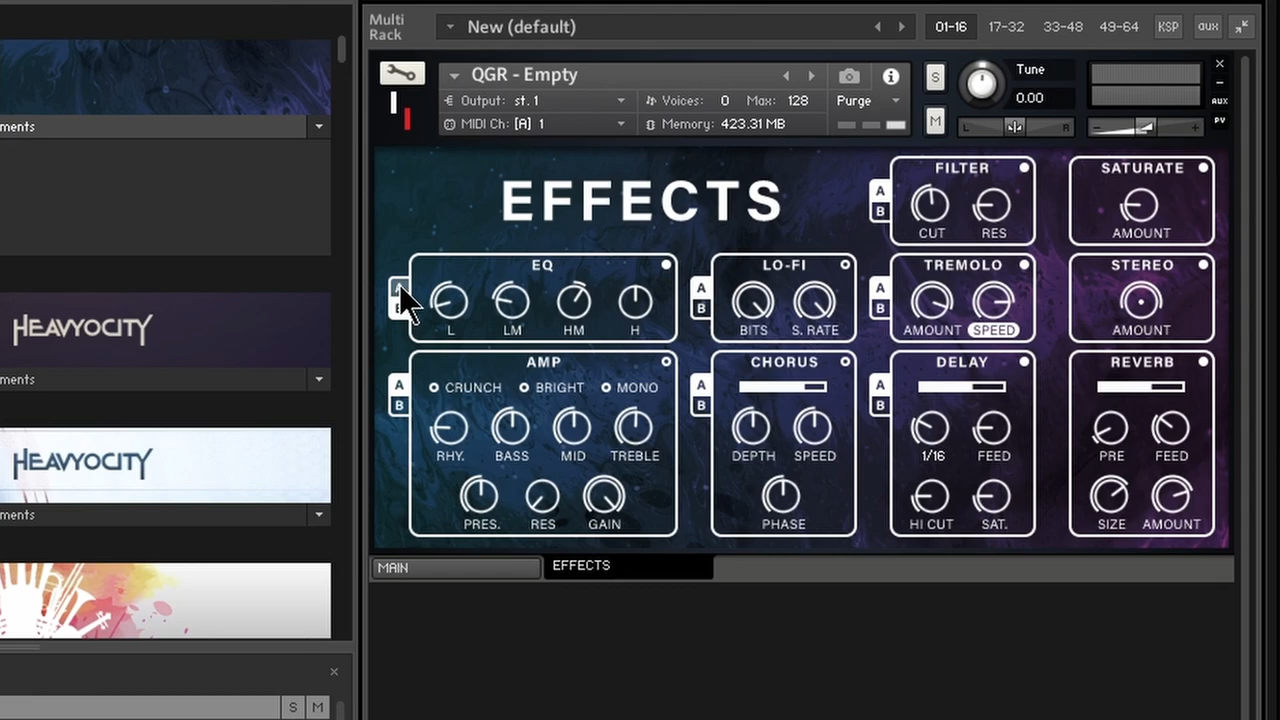 Multi
Rack
New (default)
01-16
17-32
33-48
49-64
KSP
aux
QGR - Empty
Output: st. 1
Voices: 0
Max: 128
Purge
MIDI Ch: [A] 1
Memory: 423.31 MB
S
M
Tune
0.00
L
R
AUX
PV
ments
HEAVYOCITY
ments
HEAVYOCITY
ments
S
M
EFFECTS
A
B
FILTER
CUT
RES
SATURATE
AMOUNT
EQ
L
LM
HM
H
A
B
LO-FI
BITS
S. RATE
A
B
TREMOLO
AMOUNT
SPEED
STEREO
AMOUNT
A
B
AMP
CRUNCH
BRIGHT
MONO
RHY.
BASS
MID
TREBLE
PRES.
RES
GAIN
A
B
CHORUS
DEPTH
SPEED
PHASE
A
B
DELAY
1/16
FEED
HI CUT
SAT.
REVERB
PRE
FEED
SIZE
AMOUNT
MAIN
EFFECTS